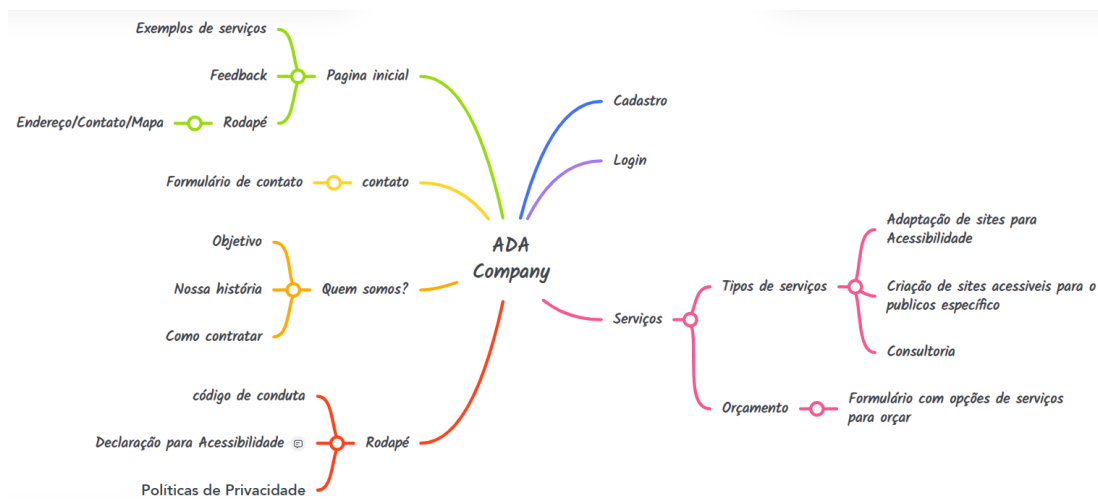 Exemplos de serviços
Feedback
Pagina inicial
Endereço/Contato/Mapa
Rodapé
Formulário de contato
contato
Objetivo
Nossa história
Quem somos?
Como contratar
código de conduta
Declaração para Acessibilidade
Rodapé
Políticas de Privacidade
ADA
Company
Cadastro
Login
Serviços
Tipos de serviços
Adaptação de sites para
Acessibilidade
Criação de sites acessiveis para o
publicos específico
Consultoria
Orçamento
Formulário com opções de serviços
para orçar